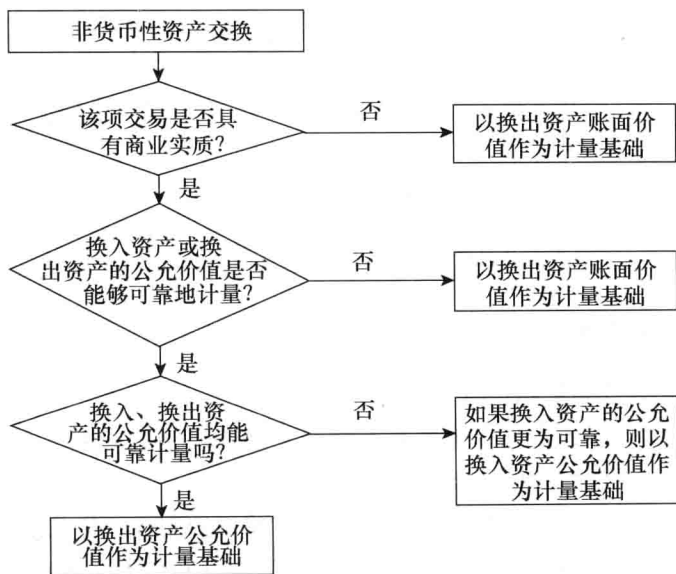 非货币性资产交换
该项交易是否具
有商业实质?
否
以换出资产账面价
值作为计量基础
是
换入资产或换
出资产的公允价值是否
能够可靠地计量?
否
以换出资产账面价
值作为计量基础
是
换入、换出资
产的公允价值均能
可靠计量吗?
否
如果换入资产的公允
价值更为可靠，则以
换入资产公允价值作
为计量基础
是
以换出资产公允价
值作为计量基础